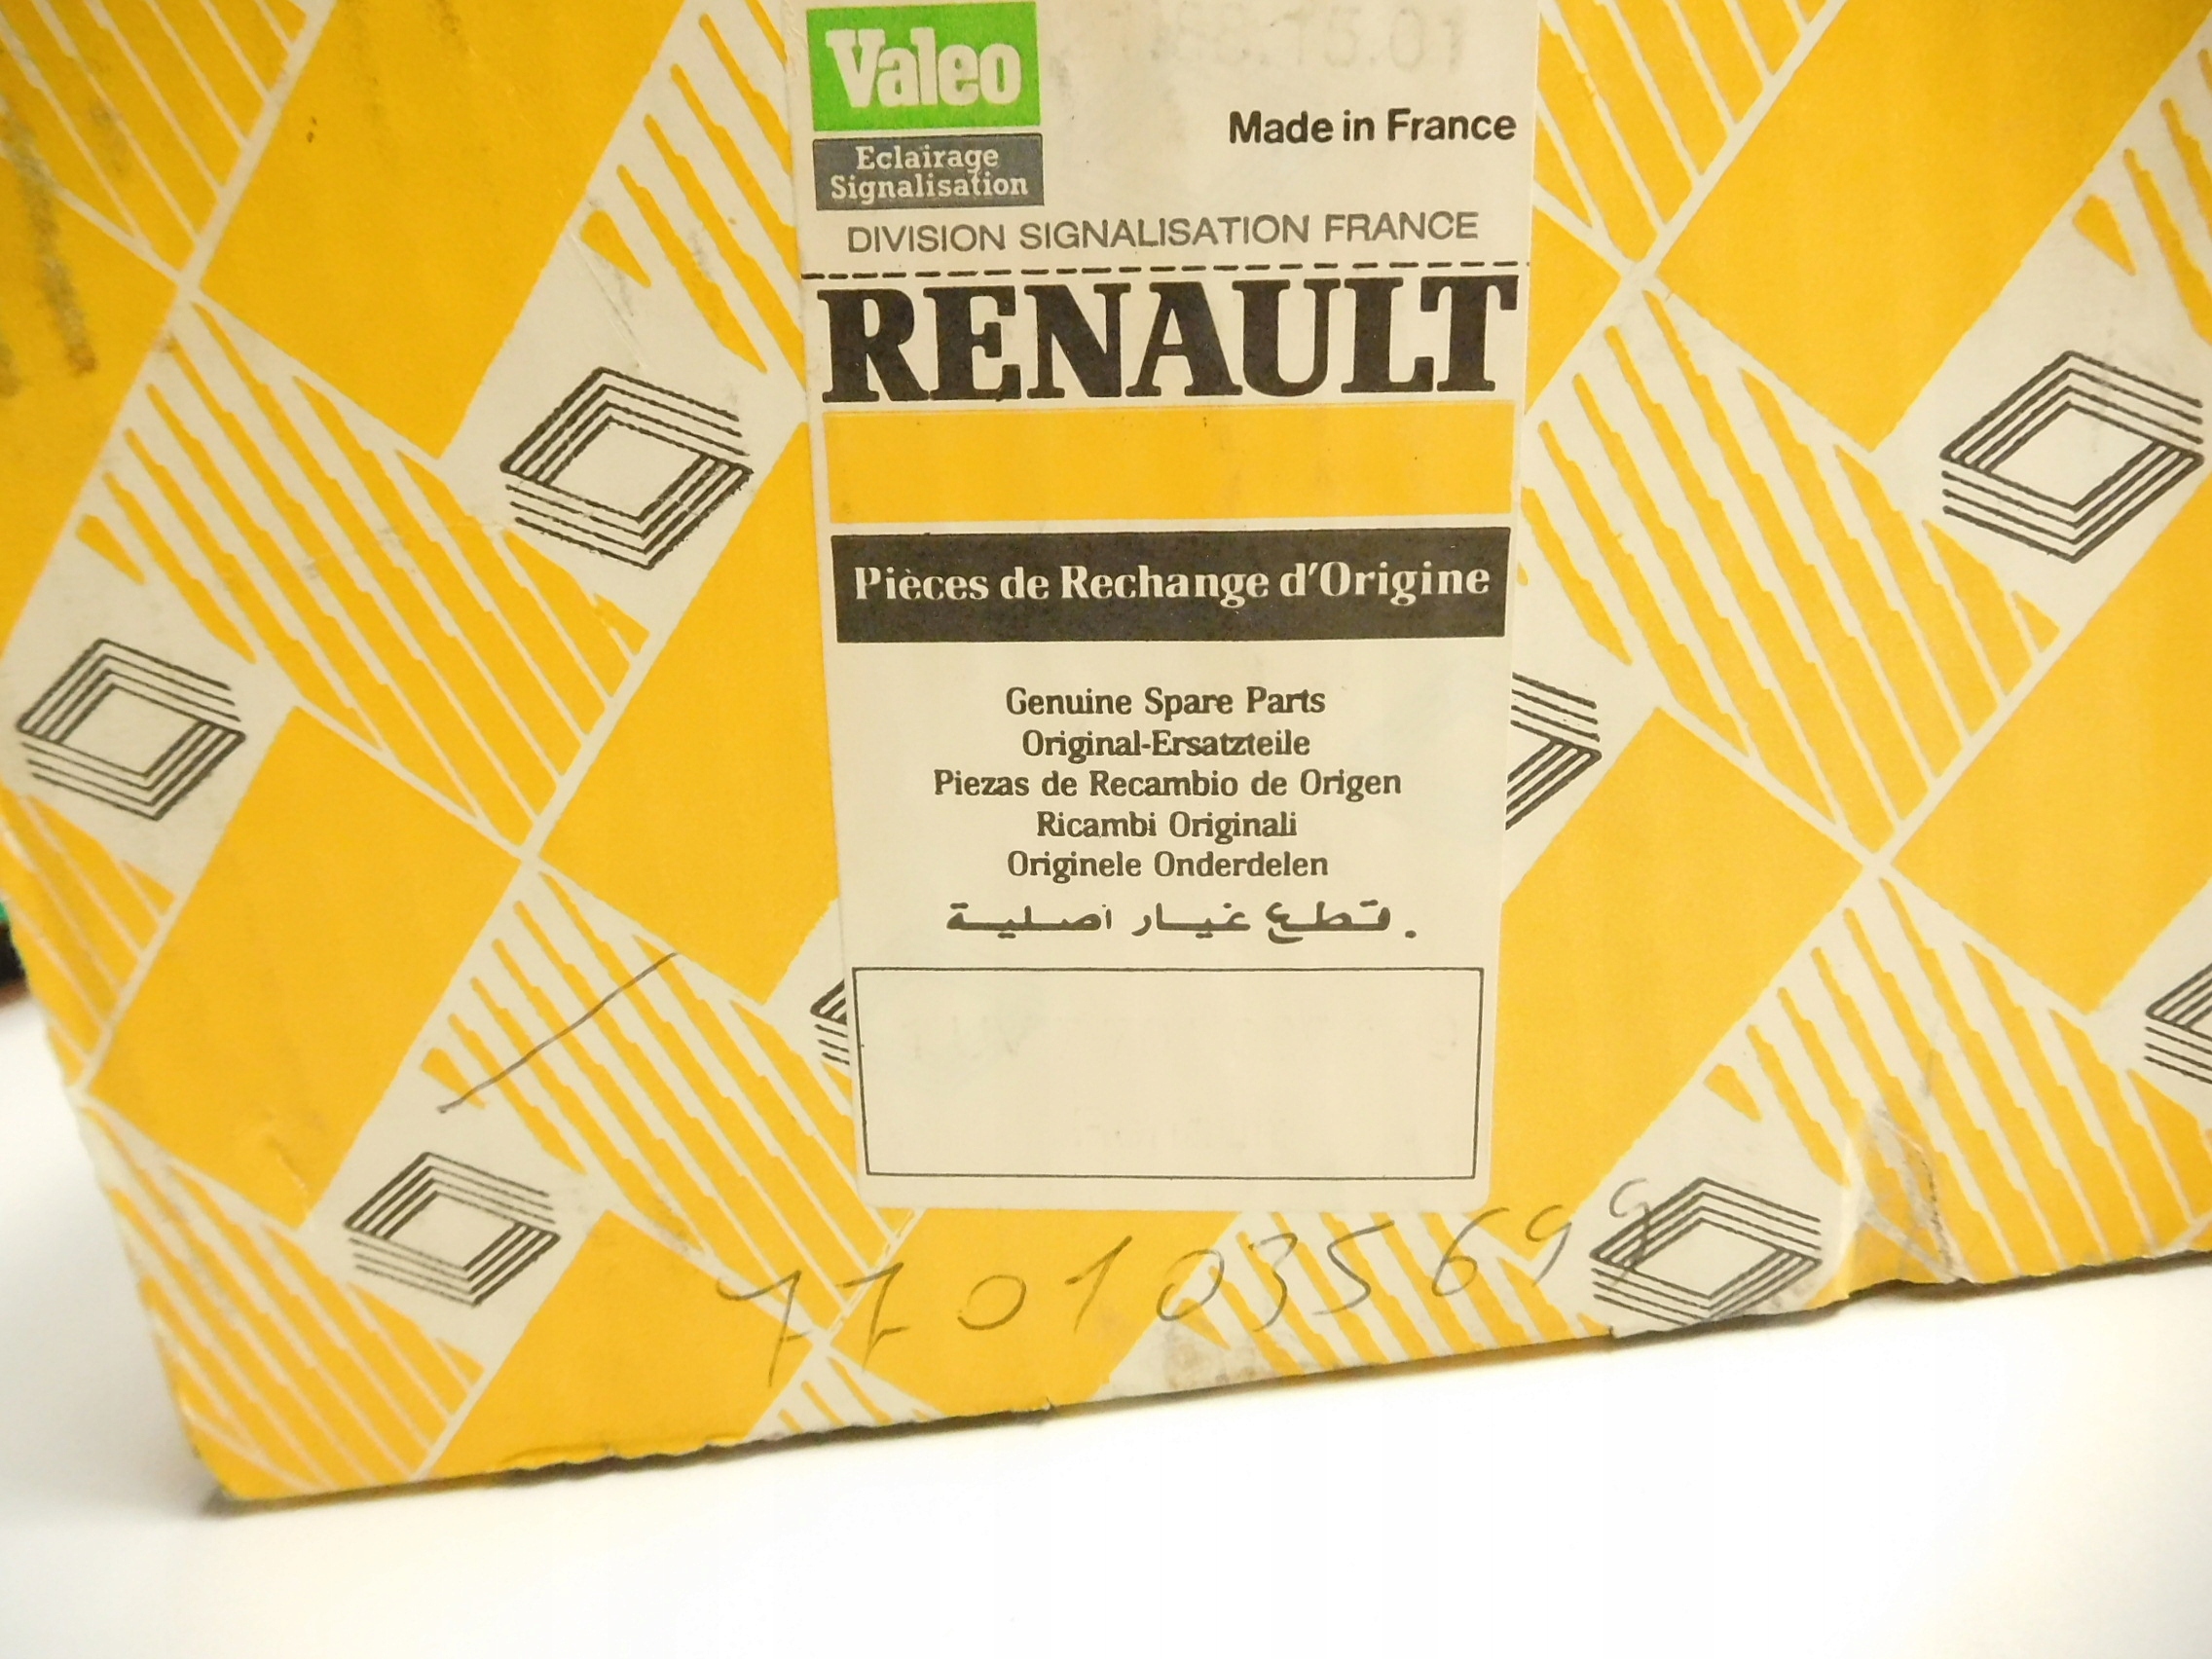 Valeo
Made in France
Eclairage
Signalisation
DIVISION SIGNALISATION FRANCE
RENAULT
Pièces de Rechange d'Origine
Genuine Spare Parts
Original-Ersatzteile
Piezas de Recambio de Origen
Ricambi Originali
Originele Onderdelen
قطع غيار اصلية .
7701035699